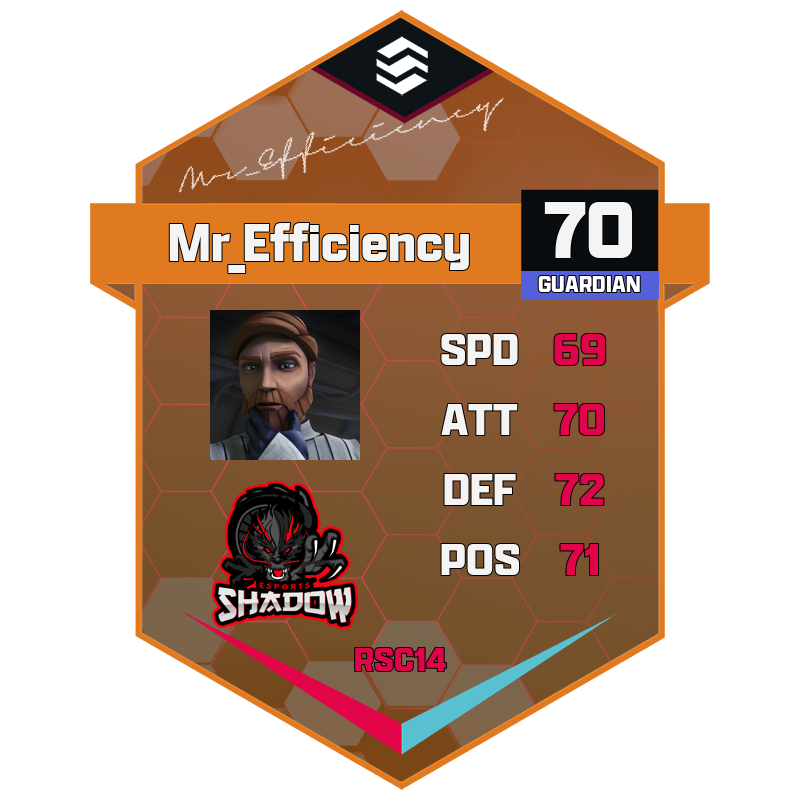 Mr_Efficiency
Mr_Efficiency
70
GUARDIAN
SPD 69
ATT 70
DEF 72
POS 71
ESPORTS
SHADOW
RSC14